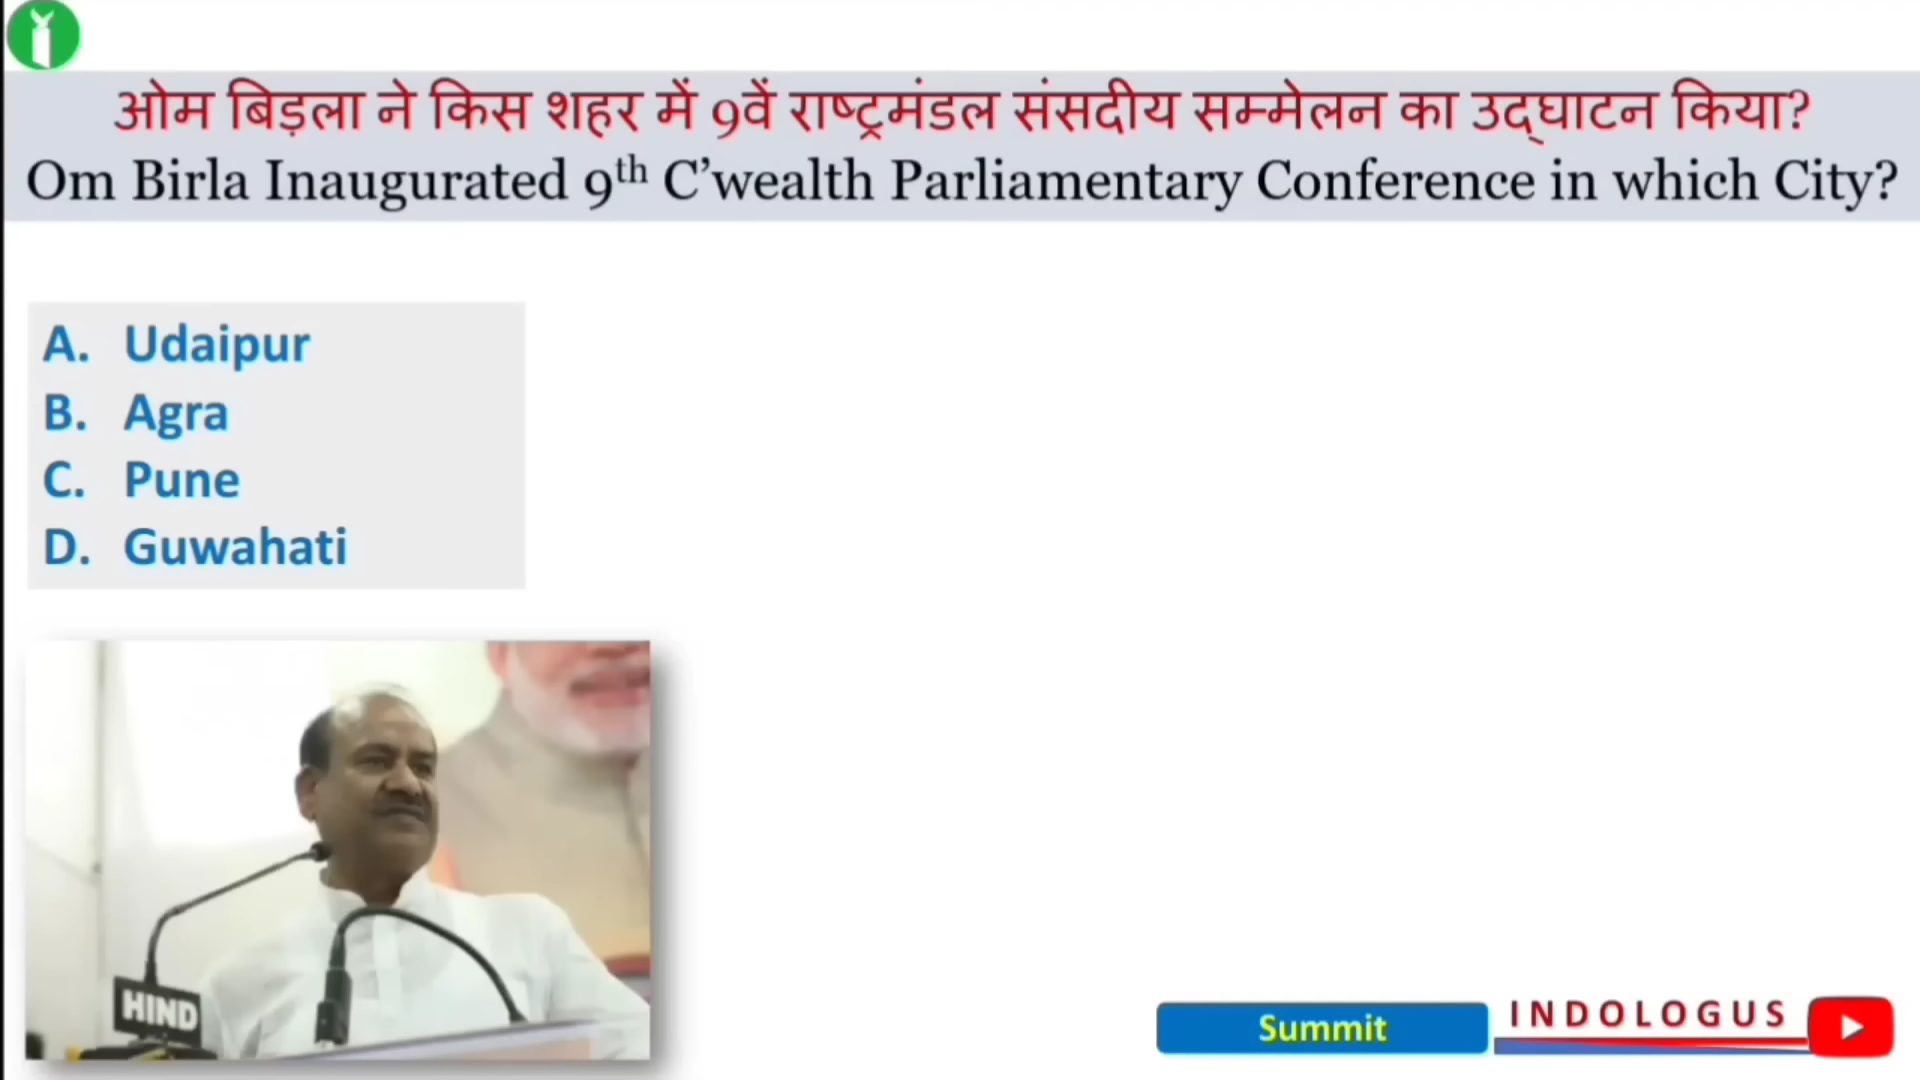 ओम बिड़ला ने किस शहर में 9वें राष्ट्रमंडल संसदीय सम्मेलन का उद्घाटन किया?
Om Birla Inaugurated 9th C’wealth Parliamentary Conference in which City?
A. Udaipur
B. Agra
C. Pune
D. Guwahati
HIND
Summit
INDOLOGUS